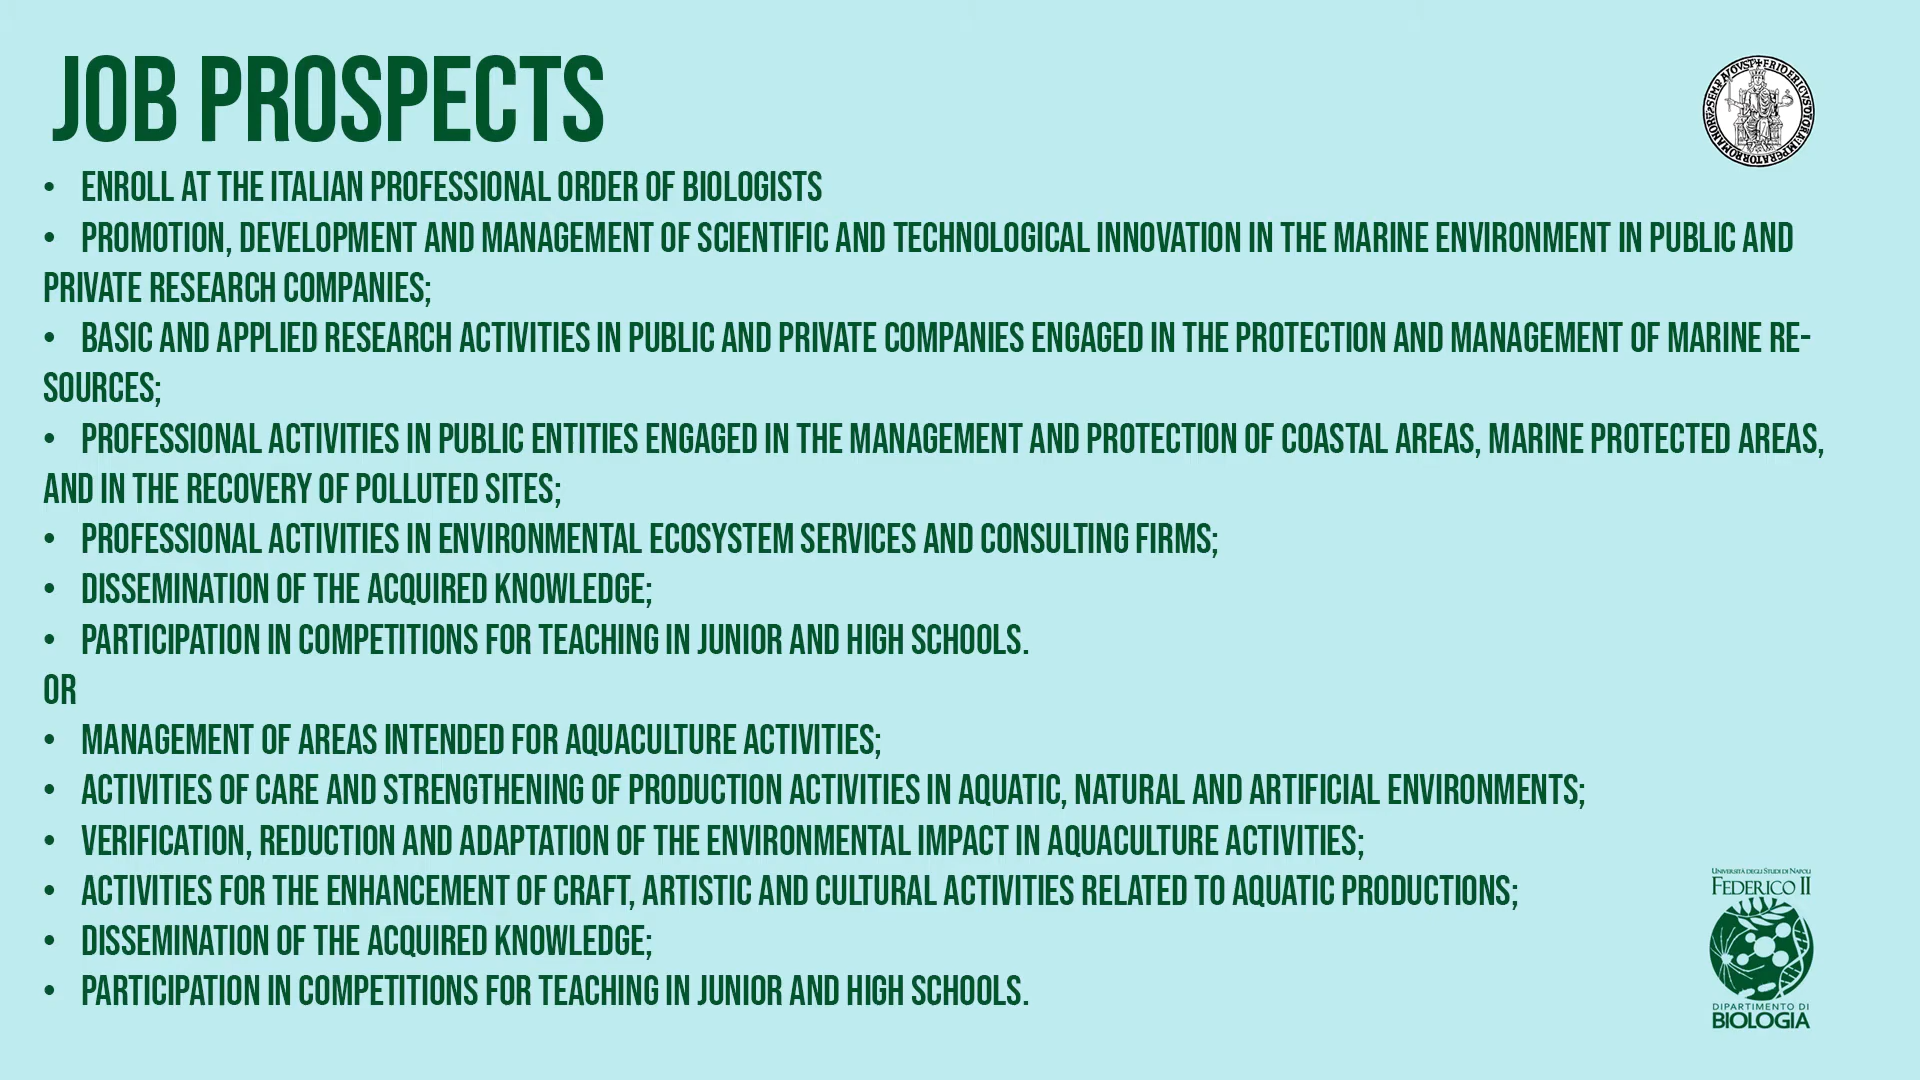 JOB PROSPECTS
• ENROLL AT THE ITALIAN PROFESSIONAL ORDER OF BIOLOGISTS
• PROMOTION, DEVELOPMENT AND MANAGEMENT OF SCIENTIFIC AND TECHNOLOGICAL INNOVATION IN THE MARINE ENVIRONMENT IN PUBLIC AND
PRIVATE RESEARCH COMPANIES;
• BASIC AND APPLIED RESEARCH ACTIVITIES IN PUBLIC AND PRIVATE COMPANIES ENGAGED IN THE PROTECTION AND MANAGEMENT OF MARINE RE-
SOURCES;
• PROFESSIONAL ACTIVITIES IN PUBLIC ENTITIES ENGAGED IN THE MANAGEMENT AND PROTECTION OF COASTAL AREAS, MARINE PROTECTED AREAS,
AND IN THE RECOVERY OF POLLUTED SITES;
• PROFESSIONAL ACTIVITIES IN ENVIRONMENTAL ECOSYSTEM SERVICES AND CONSULTING FIRMS;
• DISSEMINATION OF THE ACQUIRED KNOWLEDGE;
• PARTICIPATION IN COMPETITIONS FOR TEACHING IN JUNIOR AND HIGH SCHOOLS.
OR
• MANAGEMENT OF AREAS INTENDED FOR AQUACULTURE ACTIVITIES;
• ACTIVITIES OF CARE AND STRENGTHENING OF PRODUCTION ACTIVITIES IN AQUATIC, NATURAL AND ARTIFICIAL ENVIRONMENTS;
• VERIFICATION, REDUCTION AND ADAPTATION OF THE ENVIRONMENTAL IMPACT IN AQUACULTURE ACTIVITIES;
• ACTIVITIES FOR THE ENHANCEMENT OF CRAFT, ARTISTIC AND CULTURAL ACTIVITIES RELATED TO AQUATIC PRODUCTIONS;
• DISSEMINATION OF THE ACQUIRED KNOWLEDGE;
• PARTICIPATION IN COMPETITIONS FOR TEACHING IN JUNIOR AND HIGH SCHOOLS.
UNIVERSITÀ DEGLI STUDI DI NAPOLI
FEDERICO II
DIPARTIMENTO DI
BIOLOGIA